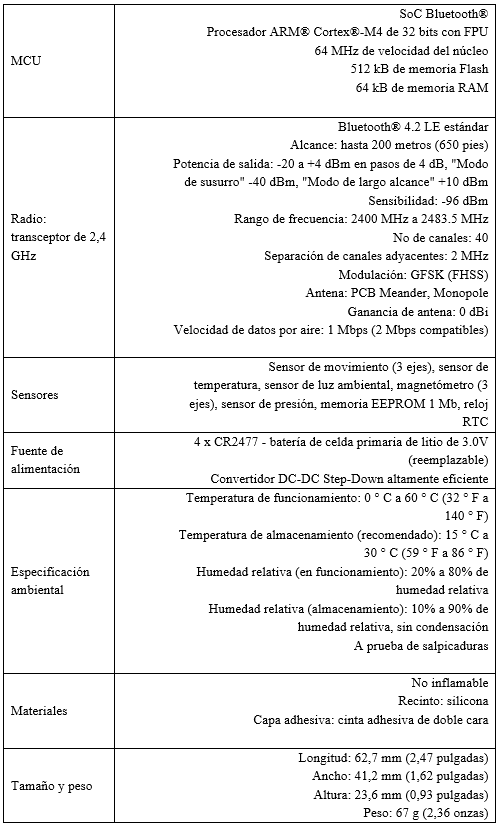 MCU
SoC Bluetooth®
Procesador ARM® Cortex®-M4 de 32 bits con FPU
64 MHz de velocidad del núcleo
512 kB de memoria Flash
64 kB de memoria RAM
Radio:
transceptor de 2,4
GHz
Bluetooth® 4.2 LE estándar
Alcance: hasta 200 metros (650 pies)
Potencia de salida: -20 a +4 dBm en pasos de 4 dB, "Modo
de susurro" -40 dBm, "Modo de largo alcance" +10 dBm
Sensibilidad: -96 dBm
Rango de frecuencia: 2400 MHz a 2483.5 MHz
No de canales: 40
Separación de canales adyacentes: 2 MHz
Modulación: GFSK (FHSS)
Antena: PCB Meander, Monopole
Ganancia de antena: 0 dBi
Velocidad de datos por aire: 1 Mbps (2 Mbps compatibles)
Sensores
Sensor de movimiento (3 ejes), sensor de
temperatura, sensor de luz ambiental, magnetómetro (3
ejes), sensor de presión, memoria EEPROM 1 Mb, reloj
RTC
Fuente de
alimentación
4 x CR2477 - batería de celda primaria de litio de 3.0V
(reemplazable)
Convertidor DC-DC Step-Down altamente eficiente
Especificación
ambiental
Temperatura de funcionamiento: 0 ° C a 60 ° C (32 ° F a
140 ° F)
Temperatura de almacenamiento (recomendado): 15 ° C a
30 ° C (59 ° F a 86 ° F)
Humedad relativa (en funcionamiento): 20% a 80% de
humedad relativa
Humedad relativa (almacenamiento): 10% a 90% de
humedad relativa, sin condensación
A prueba de salpicaduras
Materiales
No inflamable
Recinto: silicona
Capa adhesiva: cinta adhesiva de doble cara
Tamaño y peso
Longitud: 62,7 mm (2,47 pulgadas)
Ancho: 41,2 mm (1,62 pulgadas)
Altura: 23,6 mm (0,93 pulgadas)
Peso: 67 g (2,36 onzas)